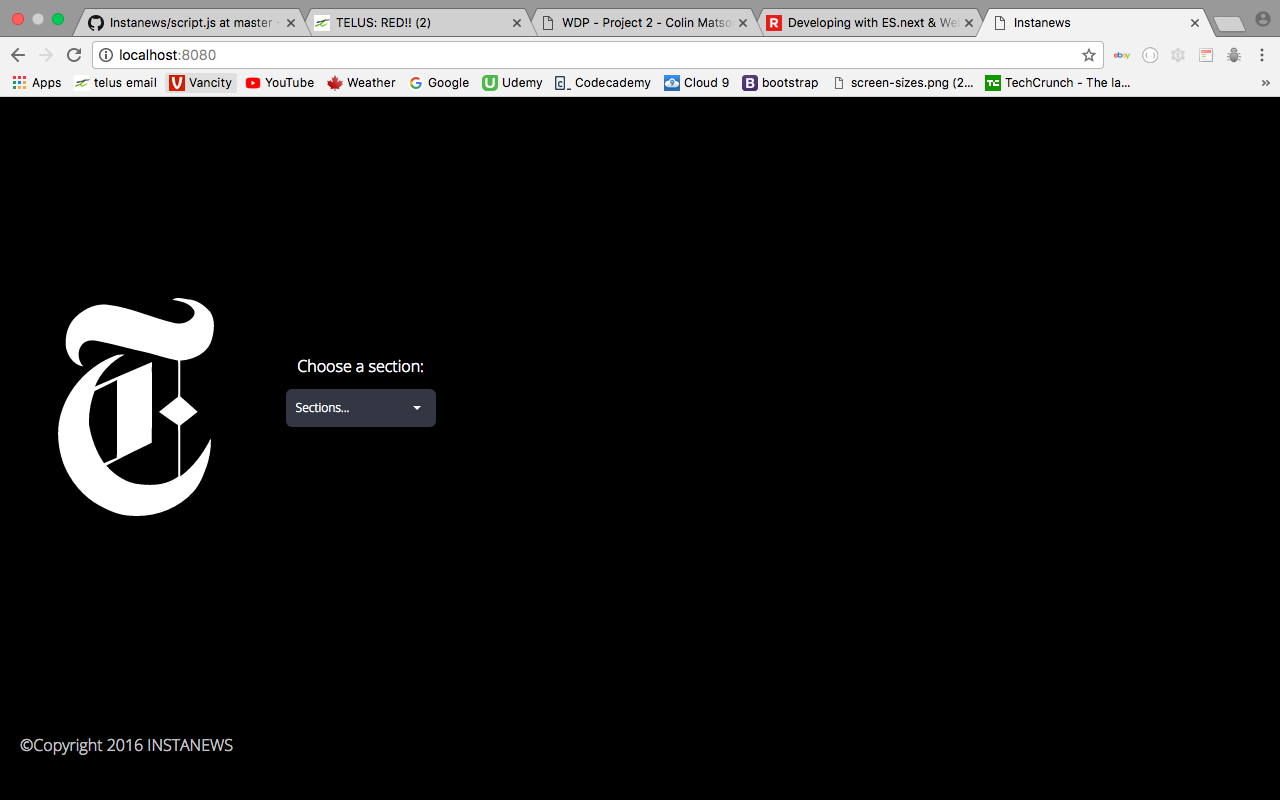 Instanews/script.js at master
TELUS: RED!! (2)
WDP - Project 2 - Colin Matso
Developing with ES.next & We
Instanews
localhost:8080
ebay
Apps
telus email
Vancity
YouTube
Weather
Google
Udemy
Codecademy
Cloud 9
bootstrap
screen-sizes.png (2...
TechCrunch - The la...
»
Choose a section:
Sections...
©Copyright 2016 INSTANEWS